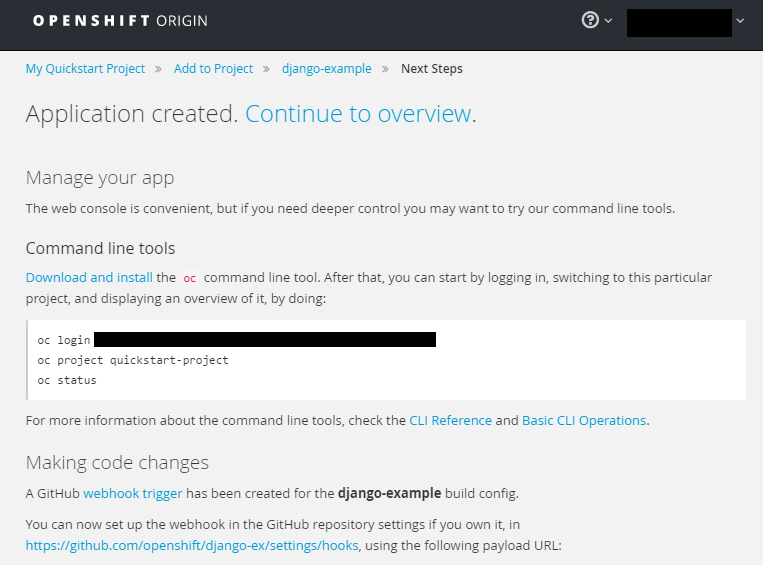 OPENSHIFT ORIGIN
My Quickstart Project » Add to Project » django-example » Next Steps
Application created. Continue to overview.
Manage your app
The web console is convenient, but if you need deeper control you may want to try our command line tools.
Command line tools
Download and install the oc command line tool. After that, you can start by logging in, switching to this particular
project, and displaying an overview of it, by doing:
oc login
oc project quickstart-project
oc status
For more information about the command line tools, check the CLI Reference and Basic CLI Operations.
Making code changes
A GitHub webhook trigger has been created for the django-example build config.
You can now set up the webhook in the GitHub repository settings if you own it, in
https://github.com/openshift/django-ex/settings/hooks, using the following payload URL: